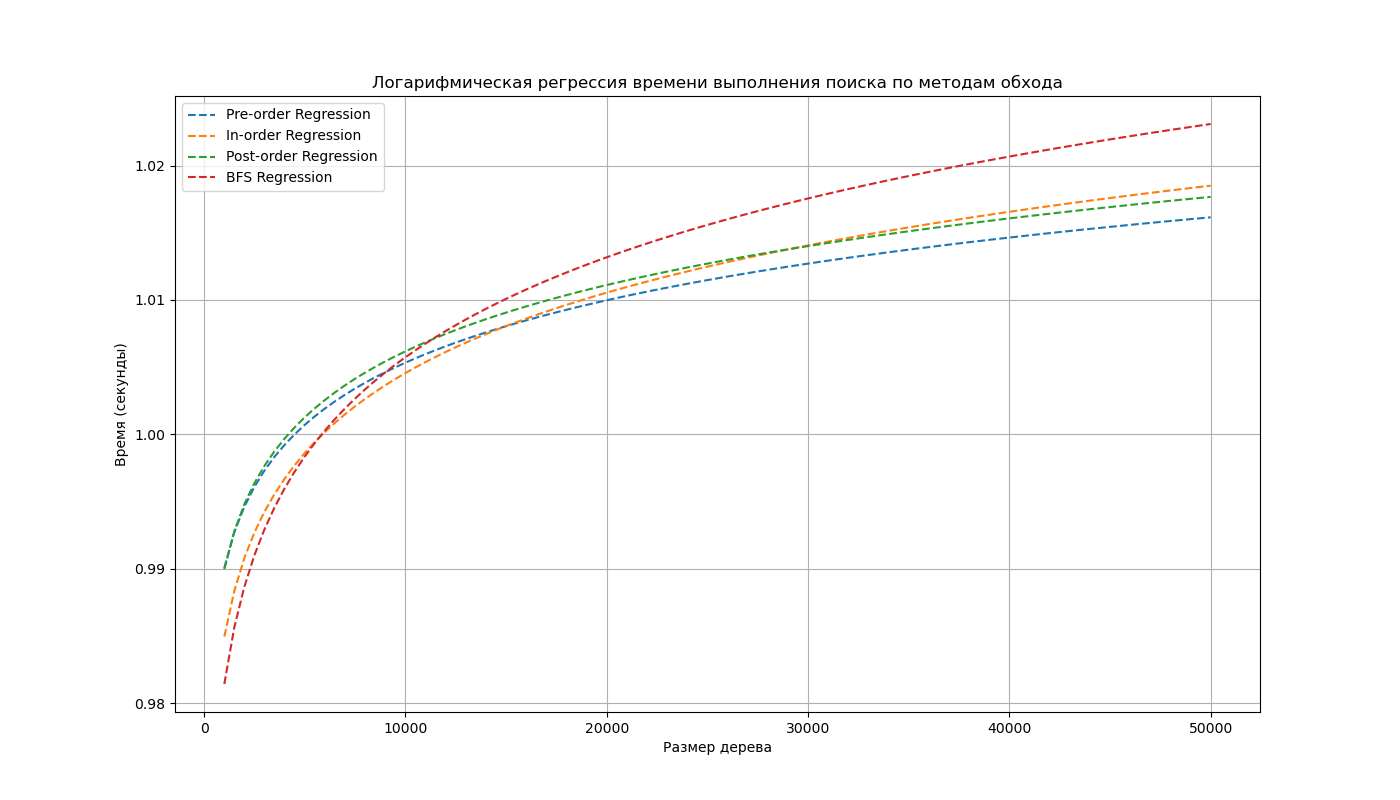 Логарифмическая регрессия времени выполнения поиска по методам обхода
Pre-order Regression
In-order Regression
Post-order Regression
BFS Regression
Время (секунды)
1.02
1.01
1.00
0.99
0.98
0
10000
20000
30000
40000
50000
Размер дерева